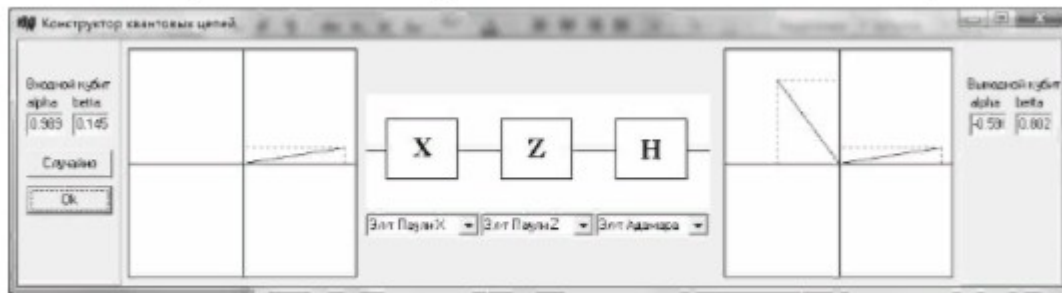 Конструктор квантовых цепей
Входной кубит
alpha betta
0.989 0.145
Случайно
Ok
X Z H
Элт Паули X Элт Паули Z Элт Адамара
Выходной кубит
alpha betta
0.802